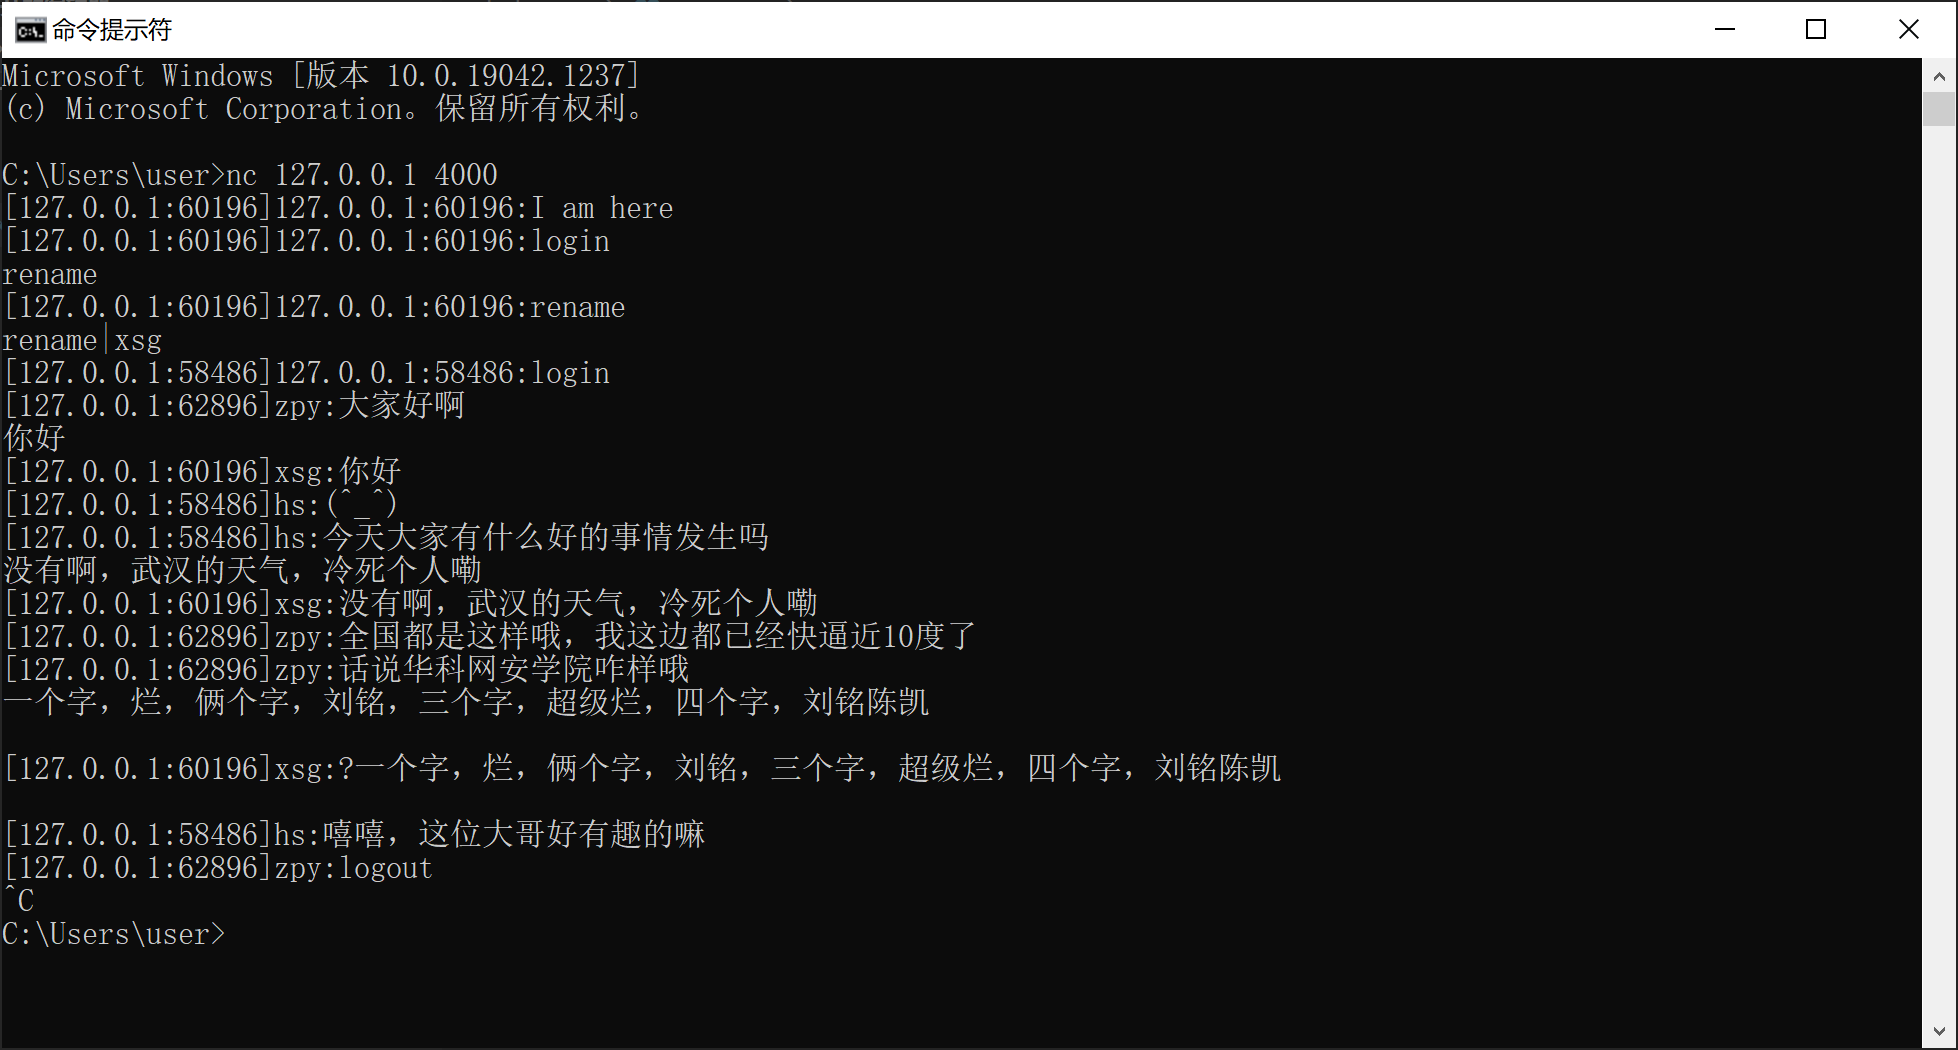 命令提示符
Microsoft Windows [版本 10.0.19042.1237]
(c) Microsoft Corporation。保留所有权利。
C:\Users\user>nc 127.0.0.1 4000
[127.0.0.1:60196]127.0.0.1:60196:I am here
[127.0.0.1:60196]127.0.0.1:60196:login
rename
[127.0.0.1:60196]127.0.0.1:60196:rename
rename|xsg
[127.0.0.1:58486]127.0.0.1:58486:login
[127.0.0.1:62896]zpy:大家好啊
你好
[127.0.0.1:60196]xsg:你好
[127.0.0.1:58486]hs:(^_^)
[127.0.0.1:58486]hs:今天大家有什么好的事情发生吗
没有啊，武汉的天气，冷死个人嘞
[127.0.0.1:60196]xsg:没有啊，武汉的天气，冷死个人嘞
[127.0.0.1:62896]zpy:全国都是这样哦，我这边都已经快逼近10度了
[127.0.0.1:62896]zpy:话说华科网安学院咋样哦
一个字，烂，俩个字，刘铭，三个字，超级烂，四个字，刘铭陈凯
[127.0.0.1:60196]xsg:?一个字，烂，俩个字，刘铭，三个字，超级烂，四个字，刘铭陈凯
[127.0.0.1:58486]hs:嘻嘻，这位大哥好有趣的嘛
[127.0.0.1:62896]zpy:logout
^C
C:\Users\user>